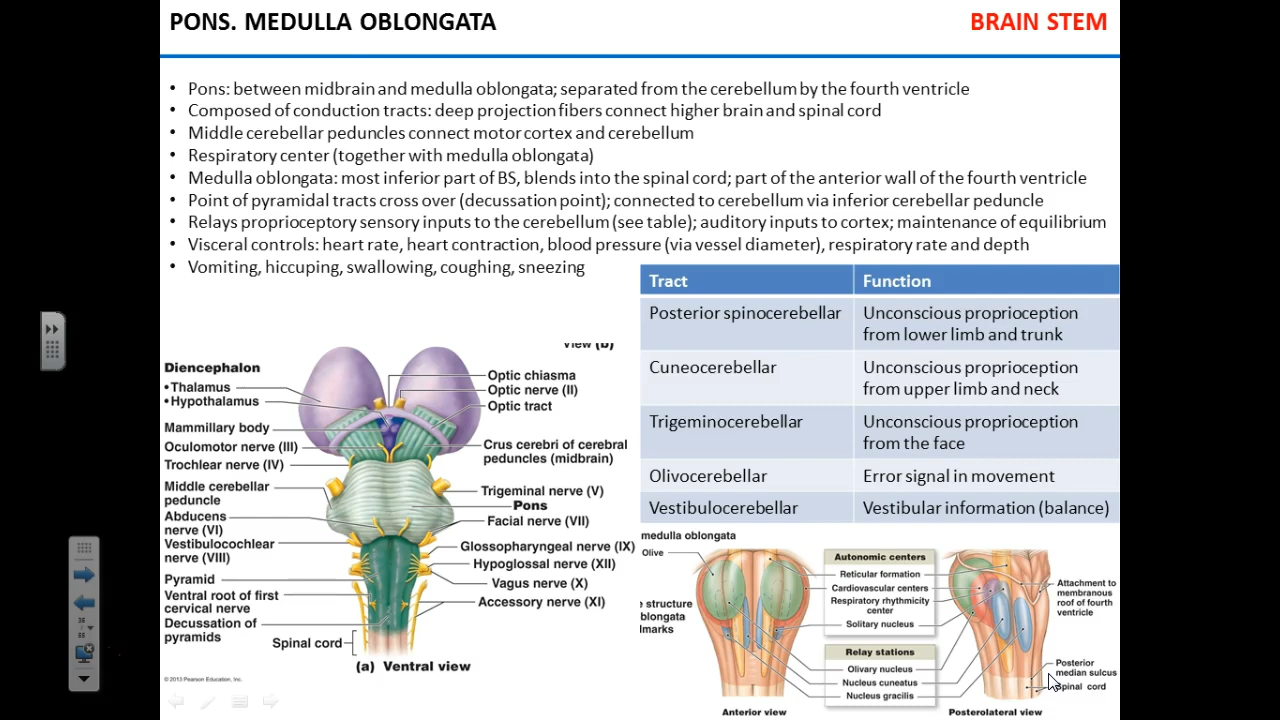 PONS. MEDULLA OBLONGATA
BRAIN STEM
• Pons: between midbrain and medulla oblongata; separated from the cerebellum by the fourth ventricle
• Composed of conduction tracts: deep projection fibers connect higher brain and spinal cord
• Middle cerebellar peduncles connect motor cortex and cerebellum
• Respiratory center (together with medulla oblongata)
• Medulla oblongata: most inferior part of BS, blends into the spinal cord; part of the anterior wall of the fourth ventricle
• Point of pyramidal tracts cross over (decussation point); connected to cerebellum via inferior cerebellar peduncle
• Relays proprioceptory sensory inputs to the cerebellum (see table); auditory inputs to cortex; maintenance of equilibrium
• Visceral controls: heart rate, heart contraction, blood pressure (via vessel diameter), respiratory rate and depth
• Vomiting, hiccuping, swallowing, coughing, sneezing
Tract Function
Posterior spinocerebellar Unconscious proprioception
from lower limb and trunk
Cuneocerebellar Unconscious proprioception
from upper limb and neck
Trigeminocerebellar Unconscious proprioception
from the face
Olivocerebellar Error signal in movement
Vestibulocerebellar Vestibular information (balance)
View (b)
Diencephalon
• Thalamus
• Hypothalamus
Mammillary body
Oculomotor nerve (III)
Trochlear nerve (IV)
Middle cerebellar
peduncle
Abducens
nerve (VI)
Vestibulocochlear
nerve (VIII)
Pyramid
Ventral root of first
cervical nerve
Decussation of
pyramids
Spinal cord
Optic chiasma
Optic nerve (II)
Optic tract
Crus cerebri of cerebral
peduncles (midbrain)
Trigeminal nerve (V)
Pons
Facial nerve (VII)
Glossopharyngeal nerve (IX)
Hypoglossal nerve (XII)
Vagus nerve (X)
Accessory nerve (XI)
(a) Ventral view
© 2013 Pearson Education, Inc.
medulla oblongata
Olive
e structure
oblongata
lmarks
Autonomic centers
Reticular formation
Cardiovascular centers
Respiratory rhythmicity
center
Solitary nucleus
Relay stations
Olivary nucleus
Nucleus cuneatus
Nucleus gracilis
Attachment to
membranous
roof of fourth
ventricle
Posterior
median sulcus
Spinal cord
Anterior view
Posterolateral view